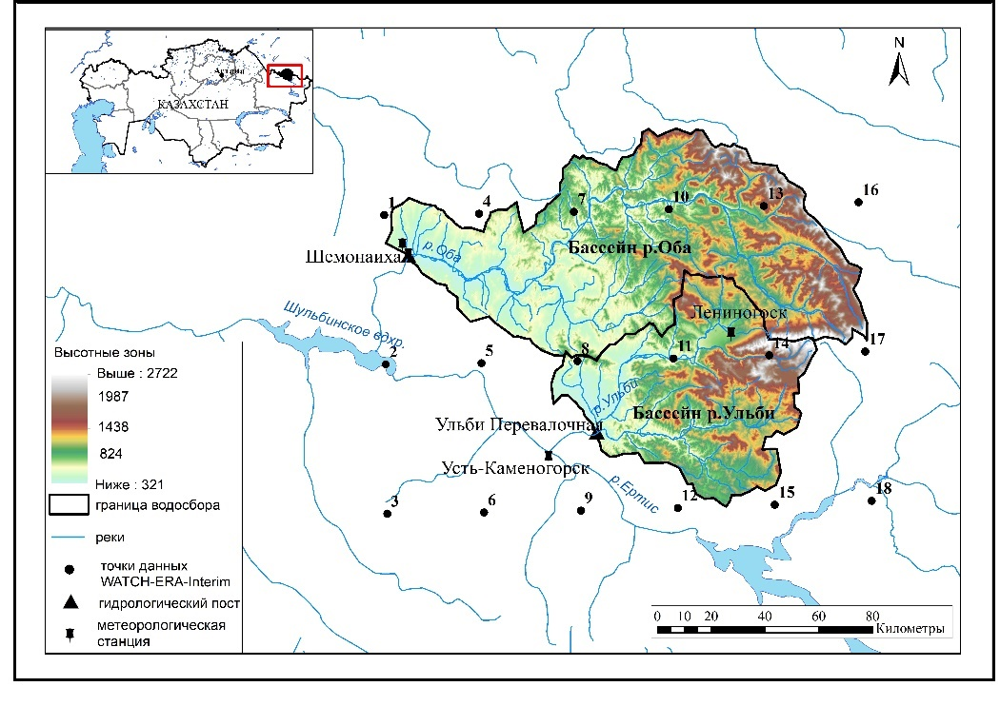 Астана
КАЗАХСТАН
N
1
4
7
10
13
16
р.Оба
Шемонаиха
Бассейн р.Оба
Лениногорск
Шульбинское вдхр.
2
5
8
11
14
17
р.Ульби
Бассейн р.Ульби
Ульби Перевалочная
Усть-Каменогорск
р.Ертис
3
6
9
12
15
18
Высотные зоны
Выше : 2722
1987
1438
824
Ниже : 321
граница водосбора
реки
точки данных
WATCH-ERA-Interim
гидрологический пост
метеорологическая
станция
0 10 20 40 60 80
Километры